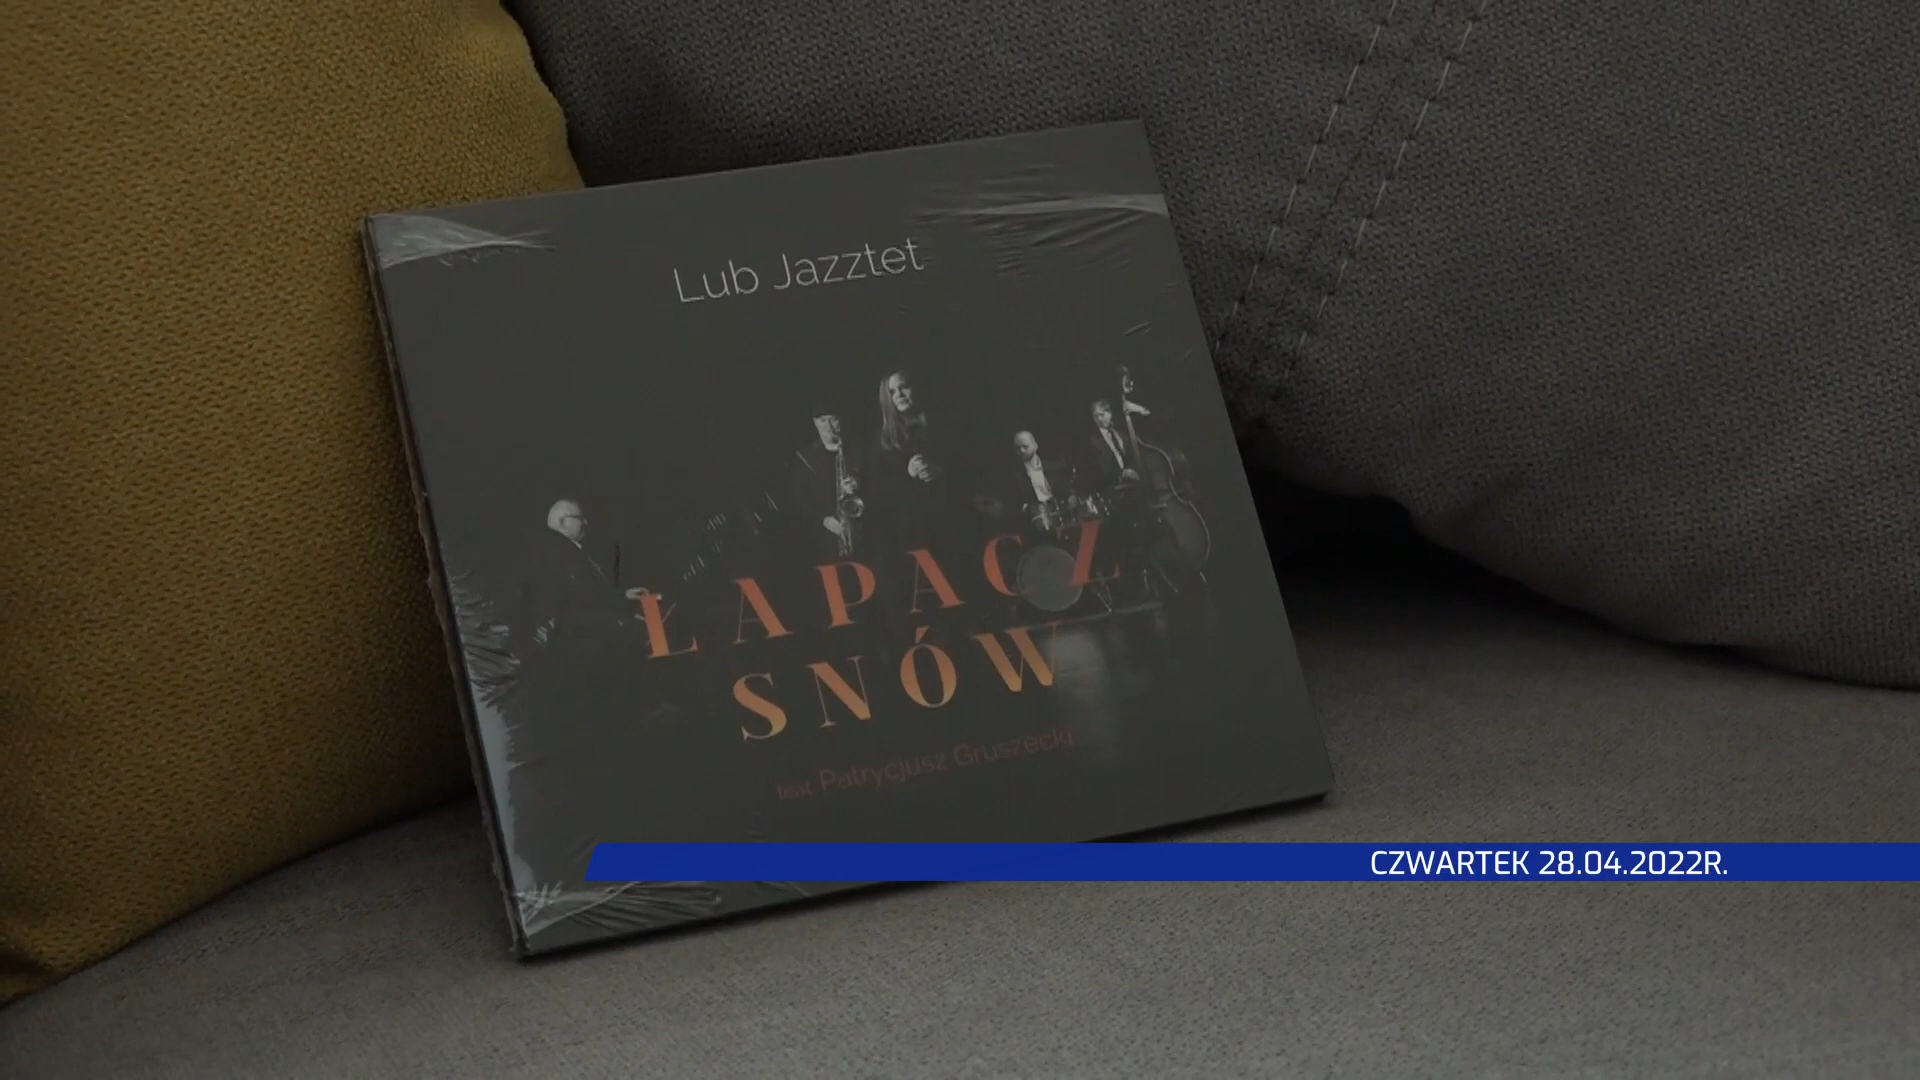 Lub Jazztet
ŁAPACZ
SNÓW
feat. Patrycjusz Gruszecki
CZWARTEK 28.04.2022R.